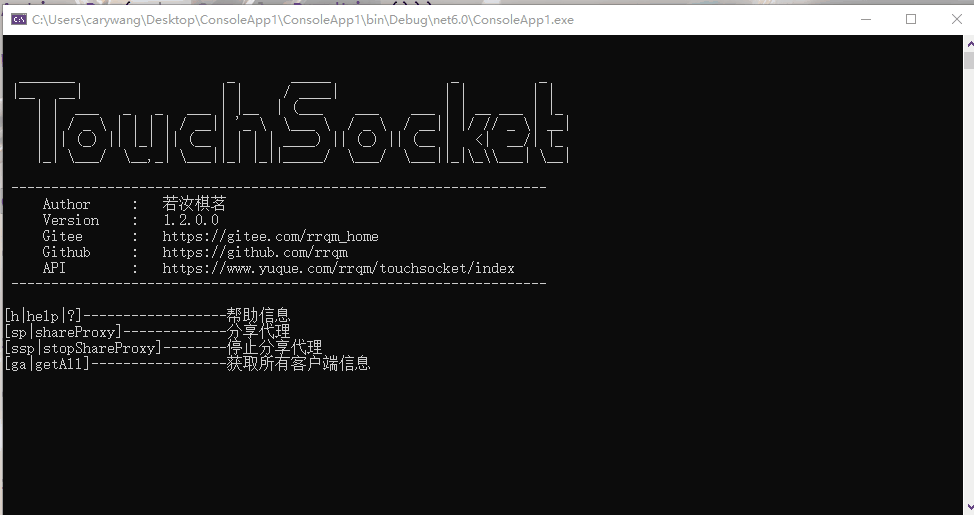 C:\Users\carywang\Desktop\ConsoleApp1\ConsoleApp1\bin\Debug\net6.0\ConsoleApp1.exe
TouchSocket
-------------------------------------------------------------------
Author : 若汝棋茗
Version : 1.2.0.0
Gitee : https://gitee.com/rrqm_home
Github : https://github.com/rrqm
API : https://www.yuque.com/rrqm/touchsocket/index
-------------------------------------------------------------------
[h|help|?]------------------帮助信息
[sp|shareProxy]-------------分享代理
[ssp|stopShareProxy]--------停止分享代理
[ga|getAll]-----------------获取所有客户端信息